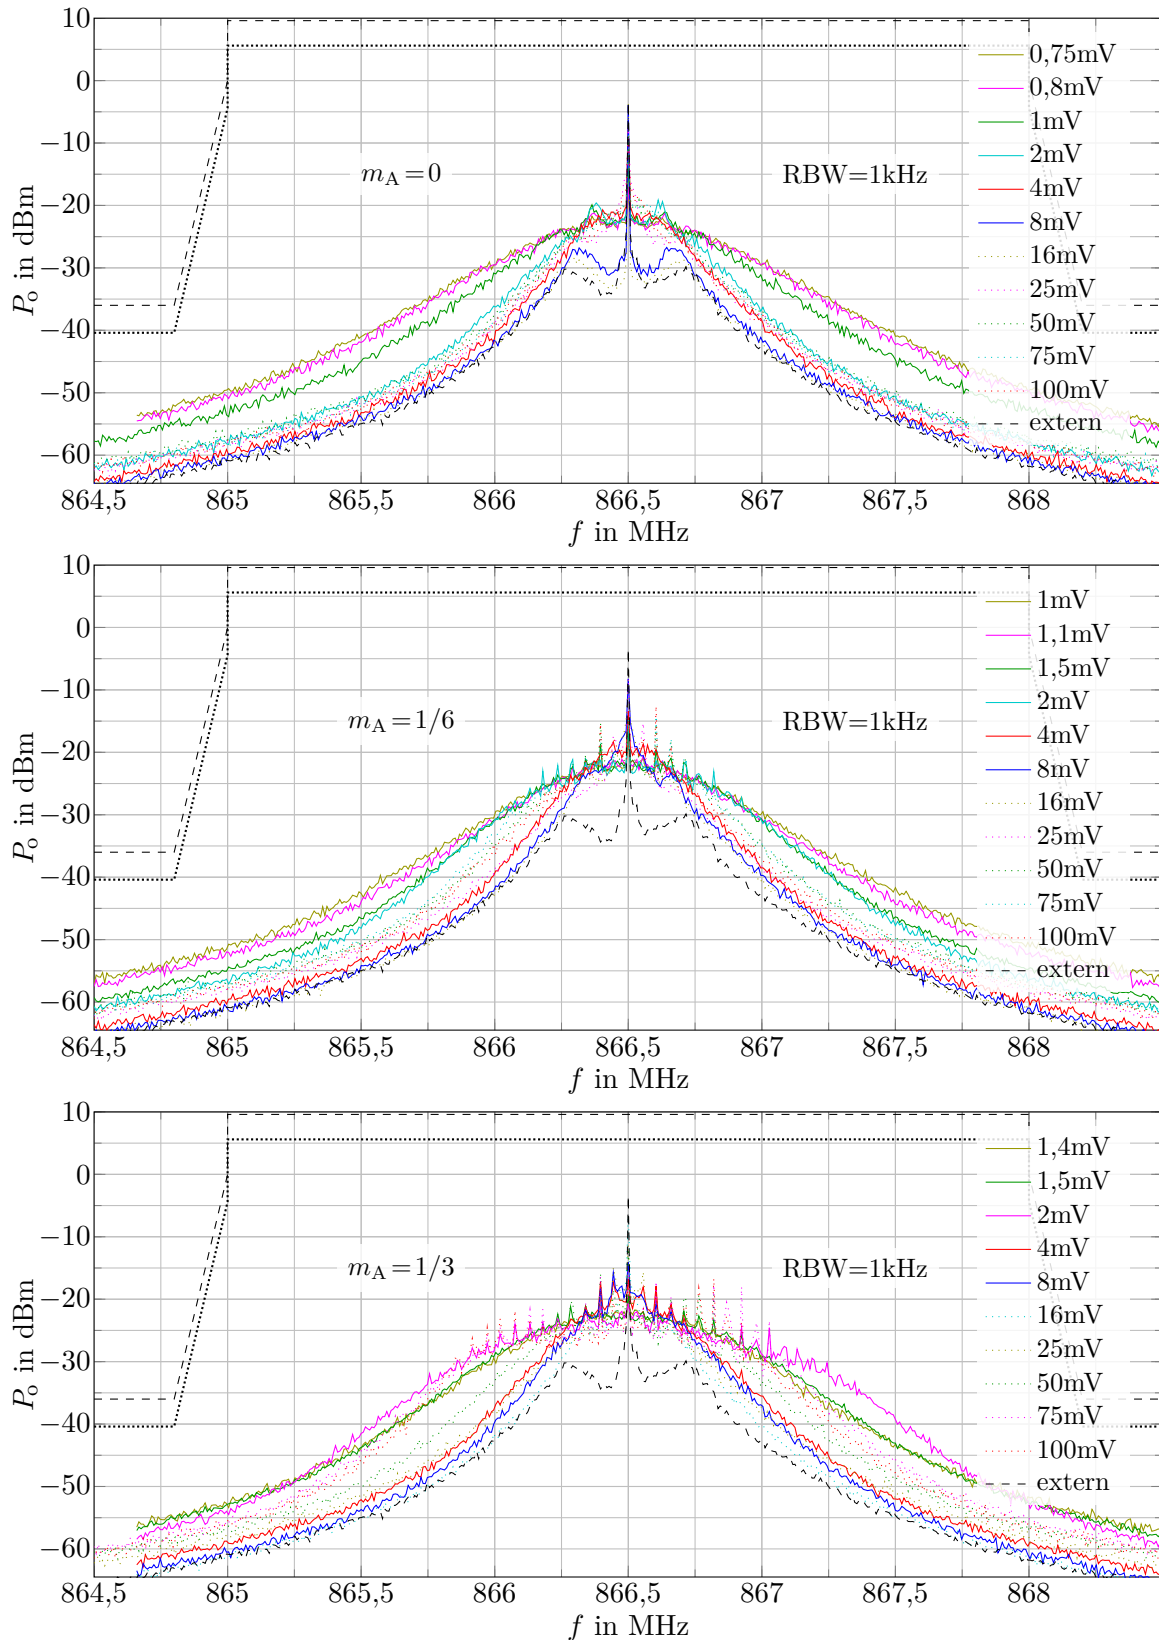 10
0
−10
−20
−30
−40
−50
−60
P_o in dBm
m_A=0
RBW=1kHz
0,75mV
0,8mV
1mV
2mV
4mV
8mV
16mV
25mV
50mV
75mV
100mV
extern
864,5 865 865,5 866 866,5 867 867,5 868
f in MHz
10
0
−10
−20
−30
−40
−50
−60
P_o in dBm
m_A=1/6
RBW=1kHz
1mV
1,1mV
1,5mV
2mV
4mV
8mV
16mV
25mV
50mV
75mV
100mV
extern
864,5 865 865,5 866 866,5 867 867,5 868
f in MHz
10
0
−10
−20
−30
−40
−50
−60
P_o in dBm
m_A=1/3
RBW=1kHz
1,4mV
1,5mV
2mV
4mV
8mV
16mV
25mV
50mV
75mV
100mV
extern
864,5 865 865,5 866 866,5 867 867,5 868
f in MHz